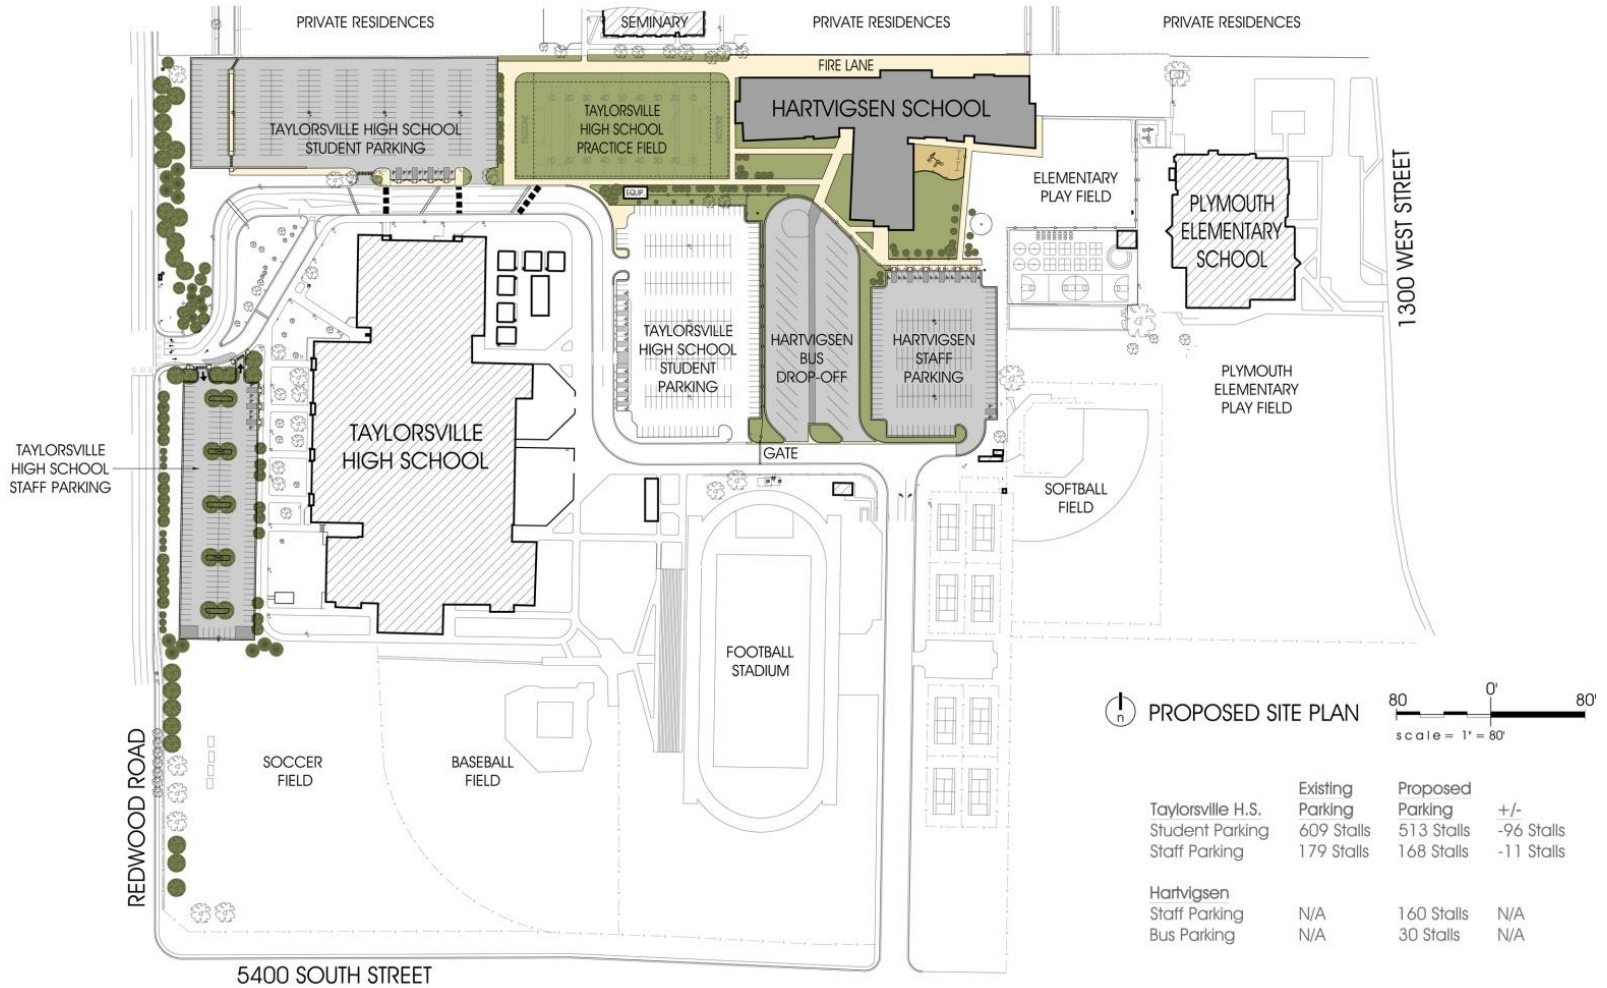 PRIVATE RESIDENCES
SEMINARY
PRIVATE RESIDENCES
PRIVATE RESIDENCES
FIRE LANE
TAYLORSVILLE HIGH SCHOOL
STUDENT PARKING
TAYLORSVILLE
HIGH SCHOOL
PRACTICE FIELD
HARTVIGSEN SCHOOL
EQUIP
ELEMENTARY
PLAY FIELD
PLYMOUTH
ELEMENTARY
SCHOOL
1300 WEST STREET
TAYLORSVILLE
HIGH SCHOOL
STUDENT
PARKING
HARTVIGSEN
BUS
DROP-OFF
HARTVIGSEN
STAFF
PARKING
PLYMOUTH
ELEMENTARY
PLAY FIELD
TAYLORSVILLE
HIGH SCHOOL
STAFF PARKING
TAYLORSVILLE
HIGH SCHOOL
GATE
SOFTBALL
FIELD
FOOTBALL
STADIUM
SOCCER
FIELD
BASEBALL
FIELD
REDWOOD ROAD
5400 SOUTH STREET
n
PROPOSED SITE PLAN
80 0' 80'
scale = 1" = 80'
Existing Proposed
Taylorsville H.S. Parking Parking +/-
Student Parking 609 Stalls 513 Stalls -96 Stalls
Staff Parking 179 Stalls 168 Stalls -11 Stalls
Hartvigsen
Staff Parking N/A 160 Stalls N/A
Bus Parking N/A 30 Stalls N/A